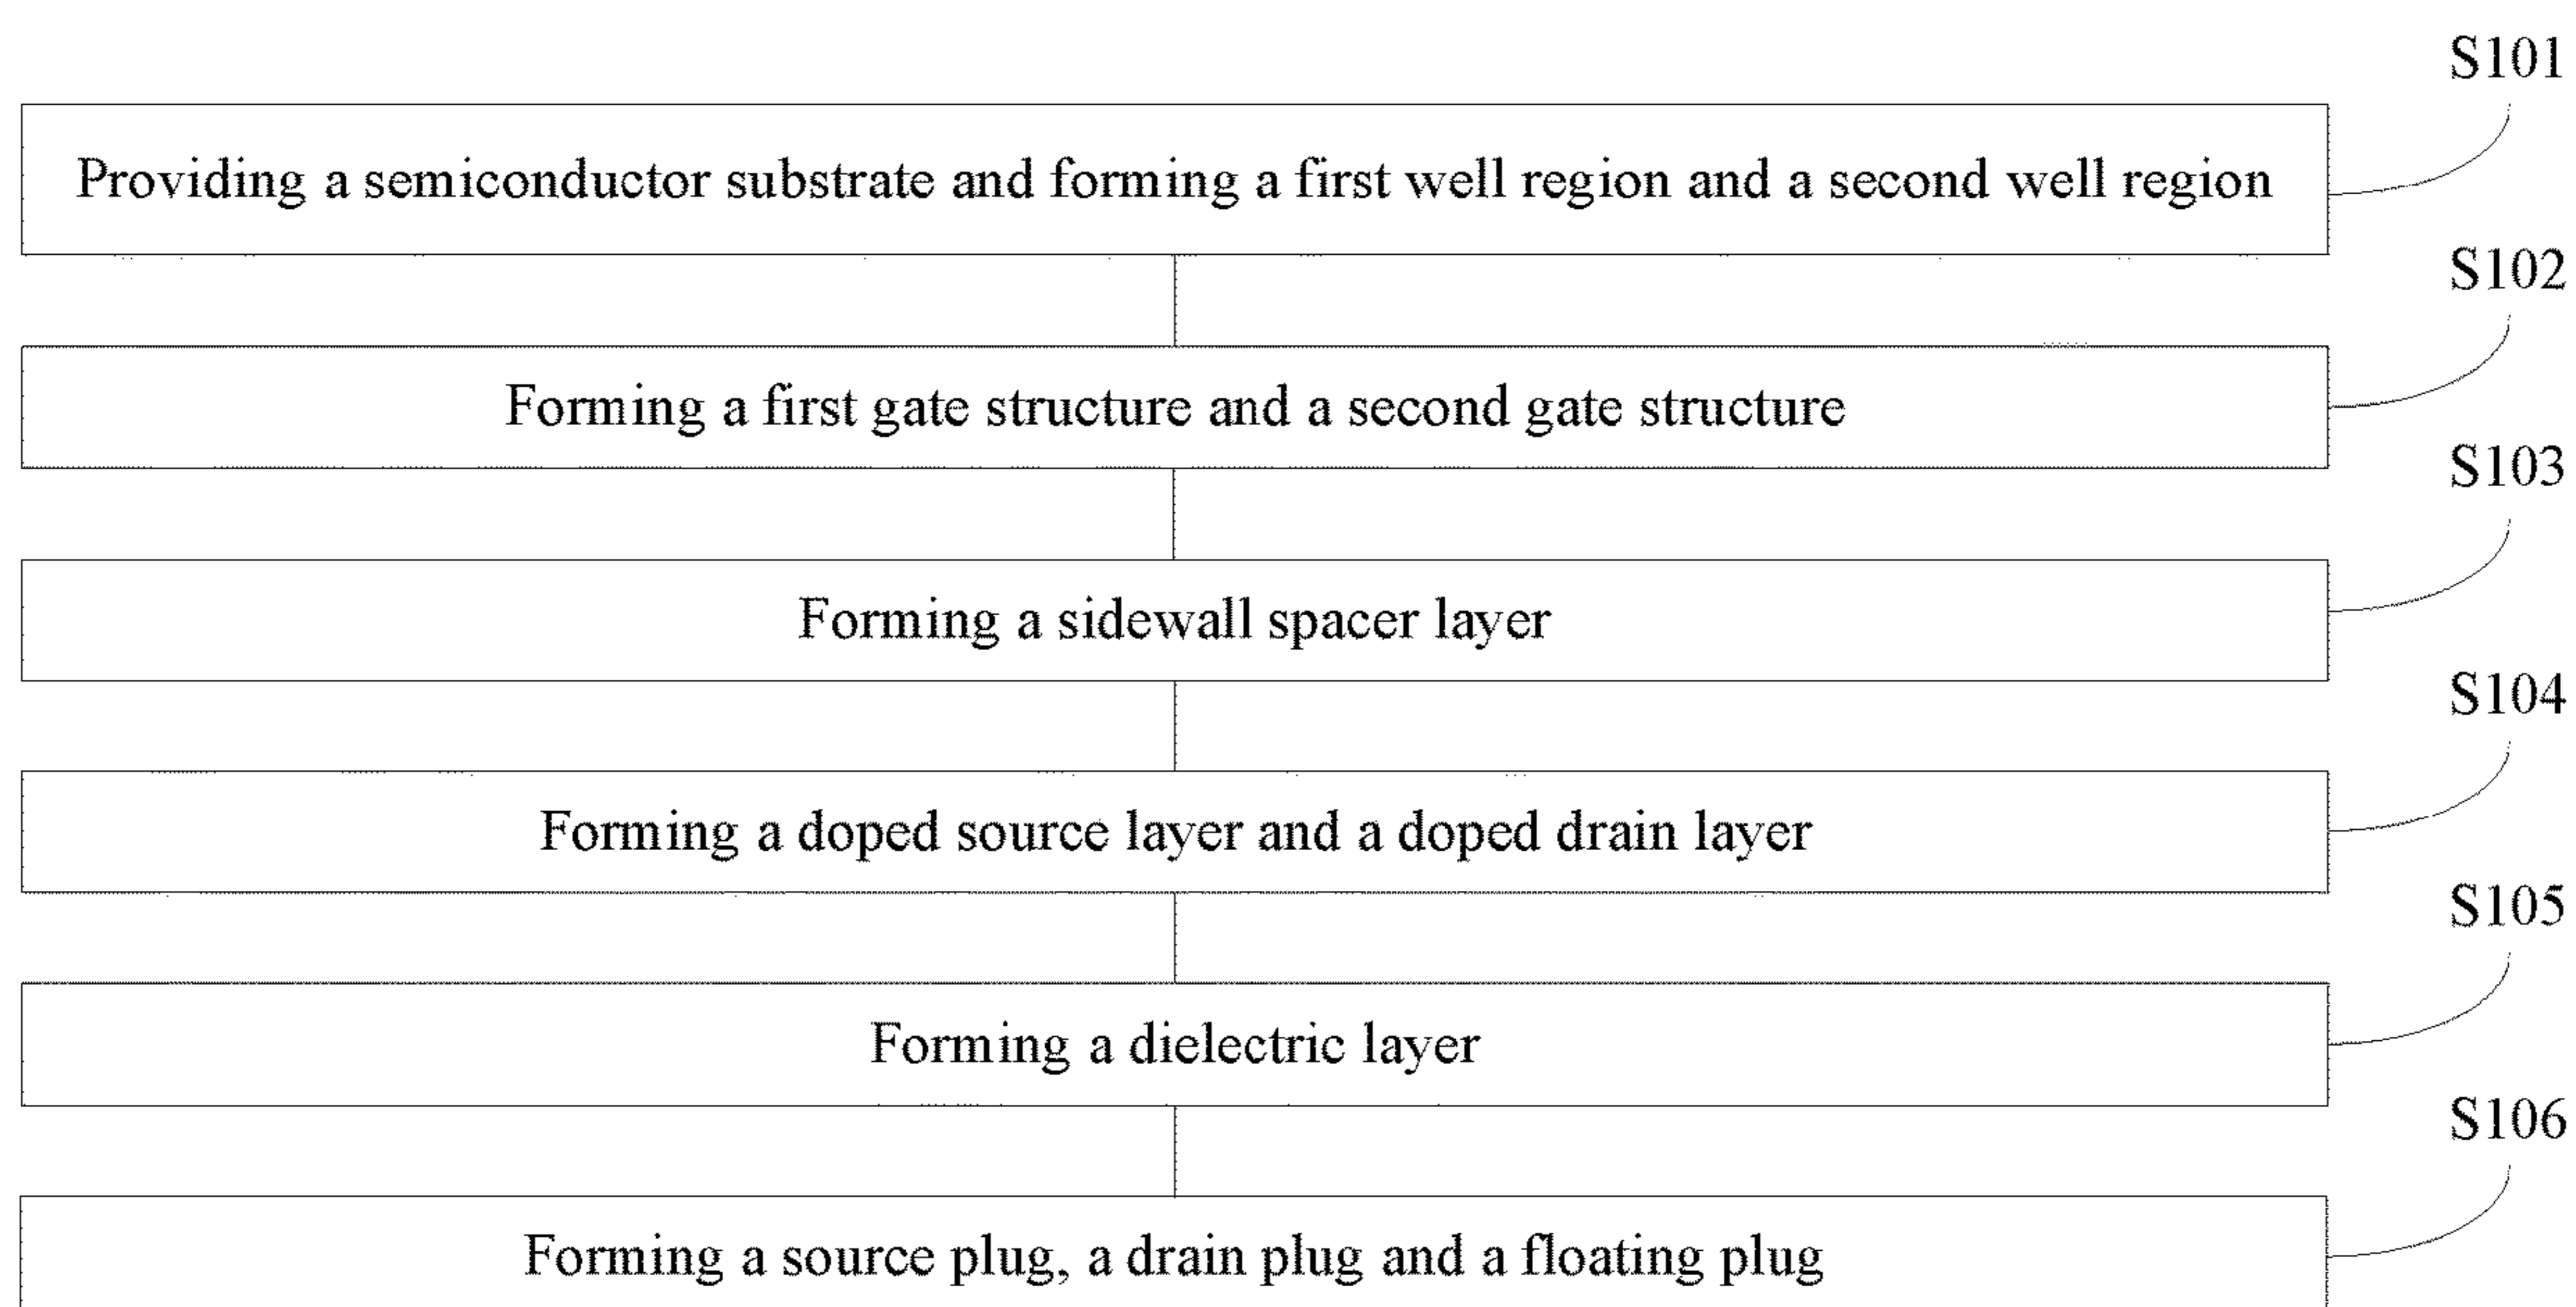 S101
Providing a semiconductor substrate and forming a first well region and a second well region
S102
Forming a first gate structure and a second gate structure
S103
Forming a sidewall spacer layer
S104
Forming a doped source layer and a doped drain layer
S105
Forming a dielectric layer
S106
Forming a source plug, a drain plug and a floating plug